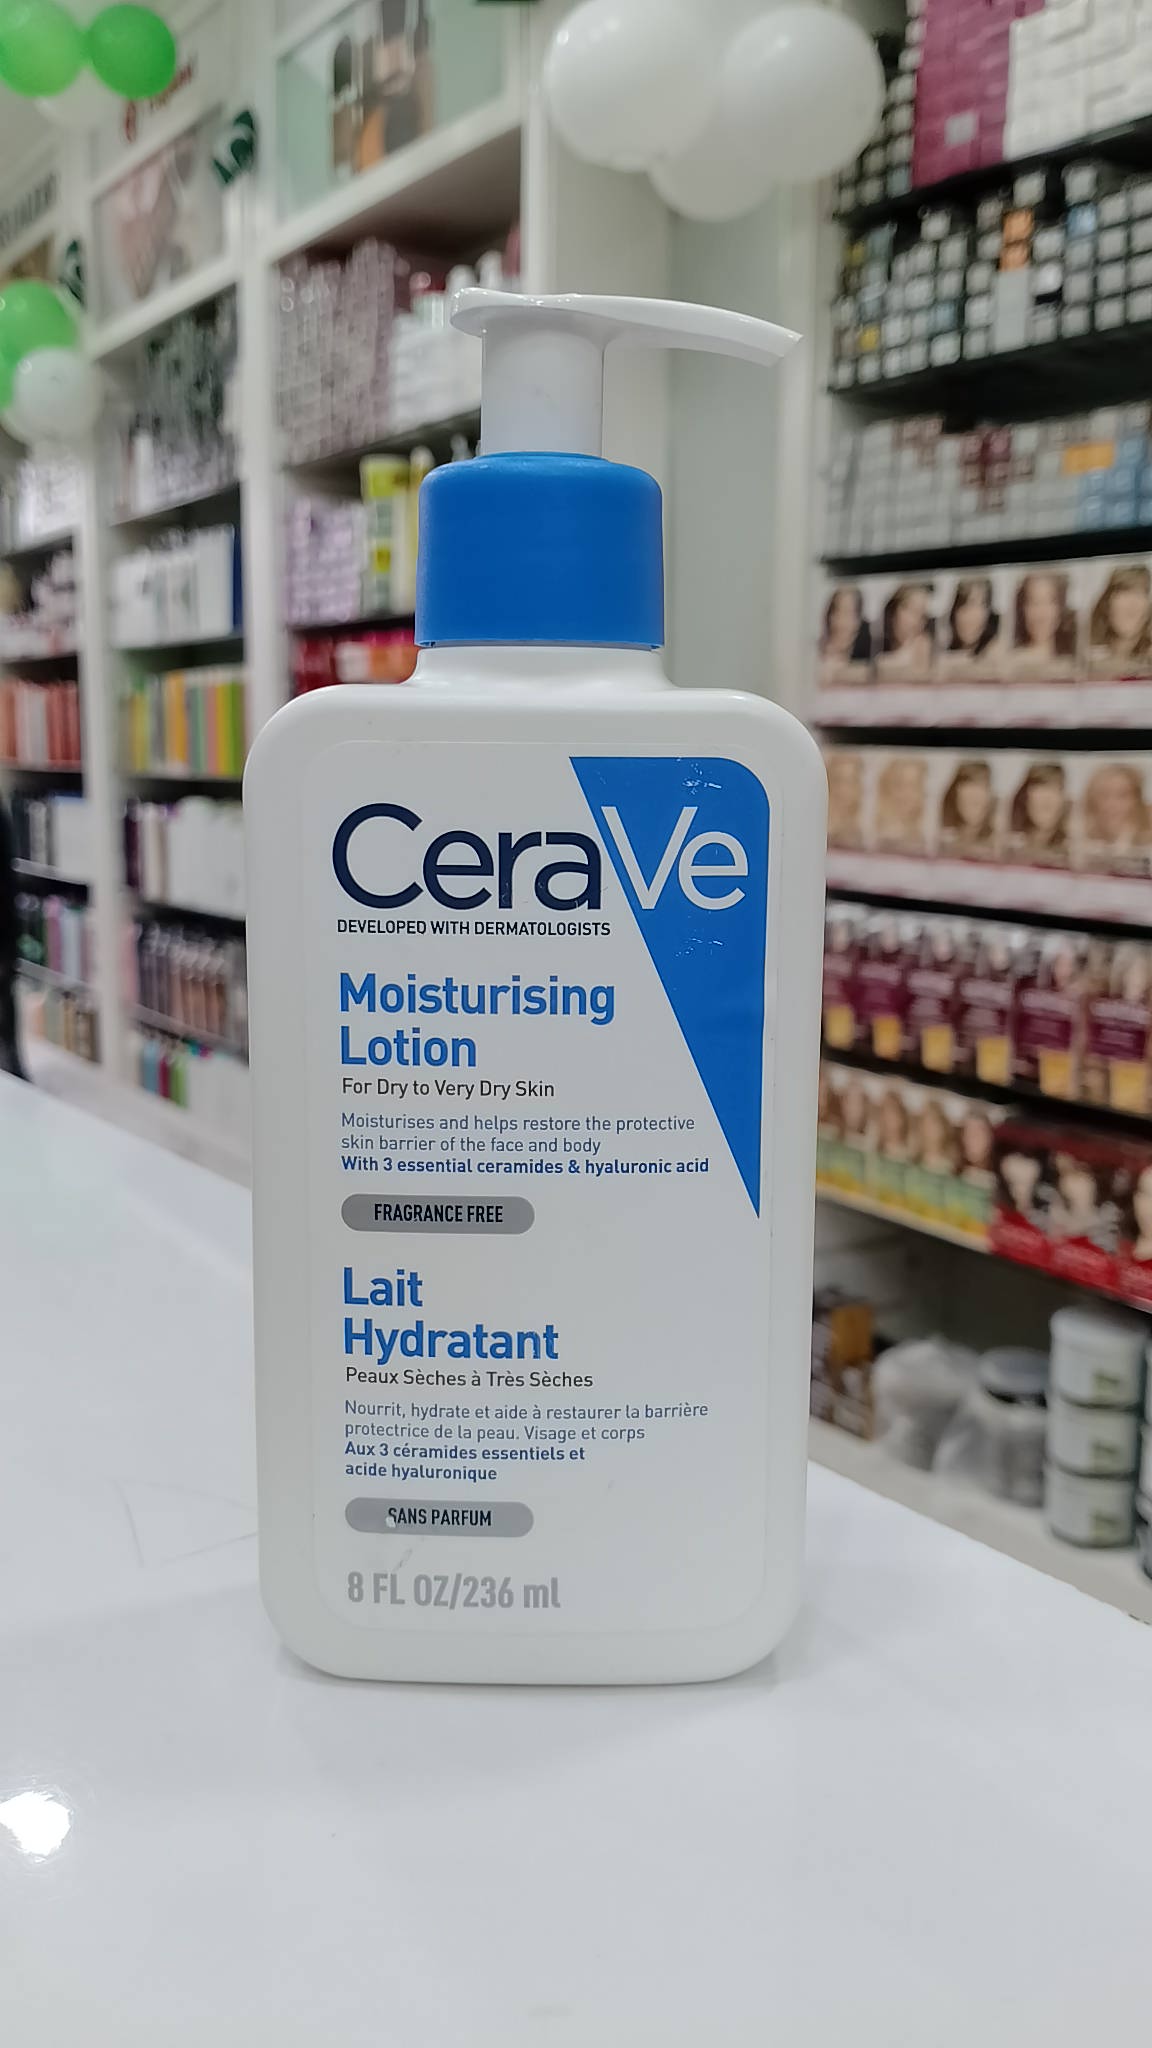 CeraVe
DEVELOPED WITH DERMATOLOGISTS
Moisturising
Lotion
For Dry to Very Dry Skin
Moisturises and helps restore the protective
skin barrier of the face and body
With 3 essential ceramides & hyaluronic acid
FRAGRANCE FREE
Lait
Hydratant
Peaux Sèches à Très Sèches
Nourrit, hydrate et aide à restaurer la barrière
protectrice de la peau. Visage et corps
Aux 3 céramides essentiels et
acide hyaluronique
SANS PARFUM
8 FL OZ/236 ml